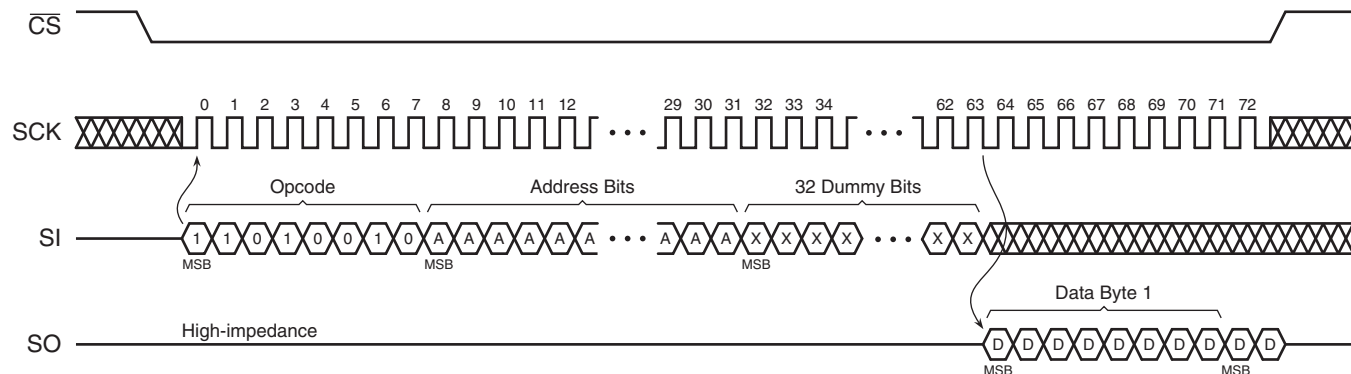 CS
0 1 2 3 4 5 6 7 8 9 10 11 12 29 30 31 32 33 34 62 63 64 65 66 67 68 69 70 71 72
SCK
Opcode Address Bits 32 Dummy Bits
SI 1 1 0 1 0 0 1 0 A A A A A A A A A X X X X X X
MSB MSB MSB
Data Byte 1
High-impedance
SO D D D D D D D D D D
MSB MSB